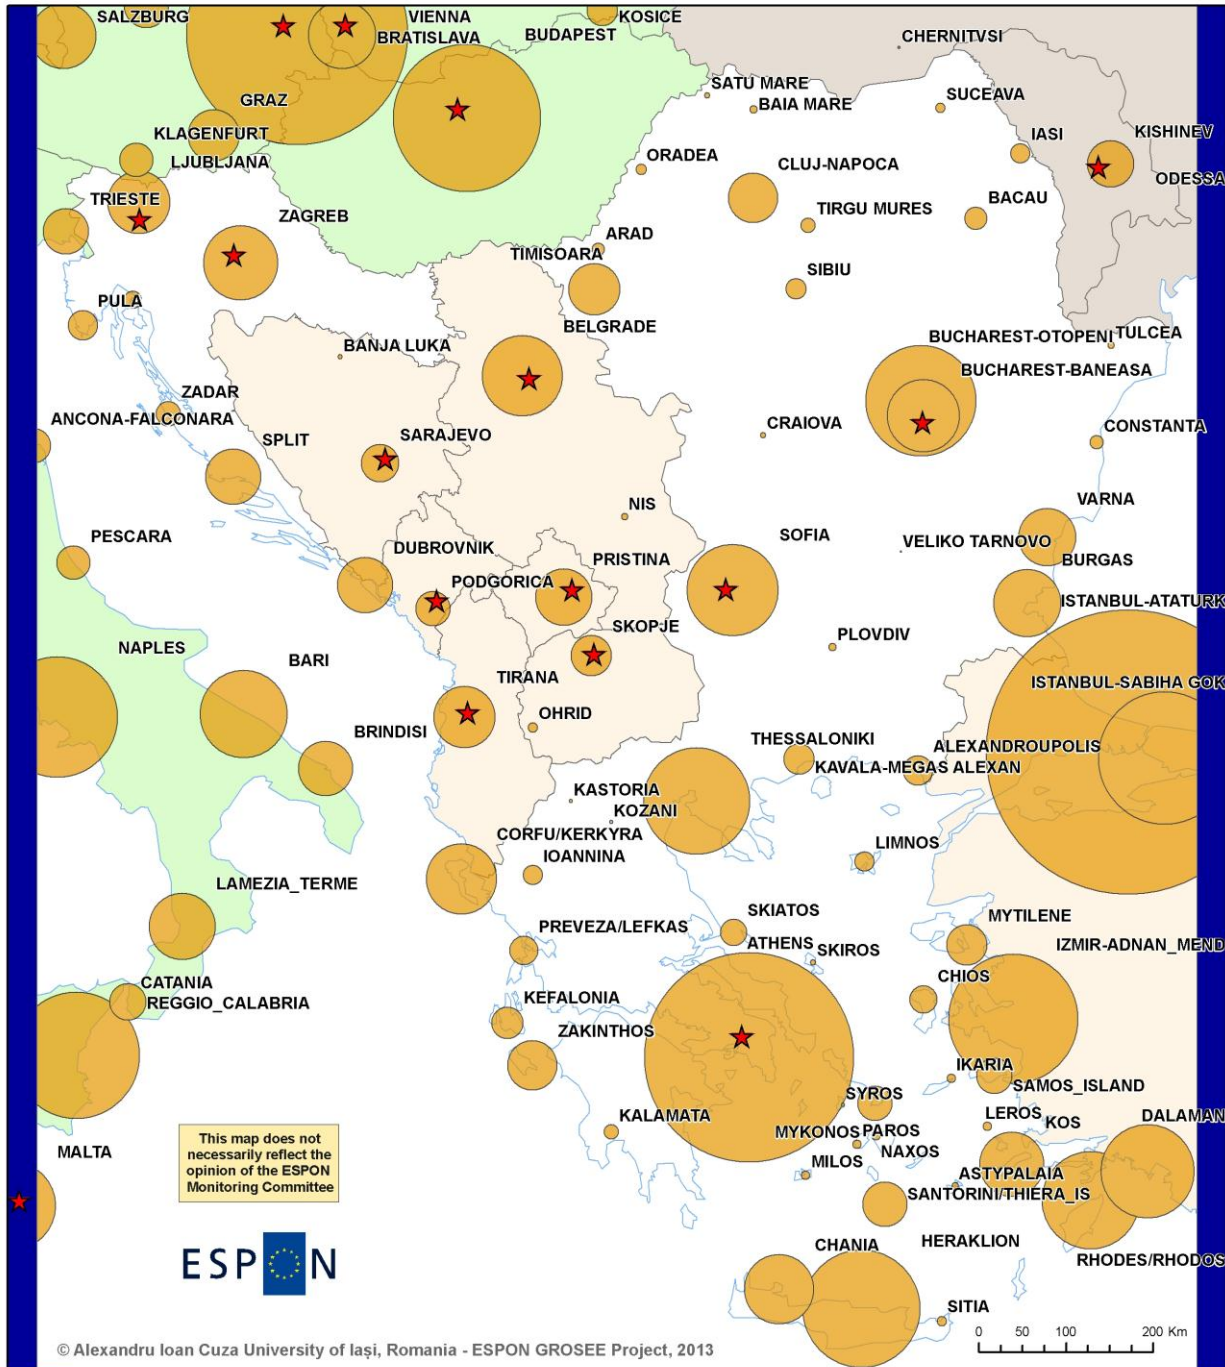 SALZBURG
VIENNA
KOSICE
BRATISLAVA
BUDAPEST
CHERNITVSI
GRAZ
SATU MARE
BAIA MARE
SUCEAVA
KLAGENFURT
LJUBLJANA
ORADEA
CLUJ-NAPOCA
IASI
KISHINEV
ODESSA
TRIESTE
ZAGREB
TIRGU MURES
BACAU
ARAD
TIMISOARA
SIBIU
PULA
BELGRADE
BUCHAREST-OTOPENI
TULCEA
BANJA LUKA
BUCHAREST-BANEASA
ZADAR
ANCONA-FALCONARA
SPLIT
SARAJEVO
CRAIOVA
CONSTANTA
NIS
VARNA
PESCARA
DUBROVNIK
PRISTINA
SOFIA
VELIKO TARNOVO
BURGAS
PODGORICA
ISTANBUL-ATATURK
SKOPJE
PLOVDIV
NAPLES
BARI
TIRANA
ISTANBUL-SABIHA GOK
OHRID
BRINDISI
THESSALONIKI
ALEXANDROUPOLIS
KAVALA-MEGAS ALEXAN
KASTORIA
KOZANI
CORFU/KERKYRA
IOANNINA
LIMNOS
LAMEZIA_TERME
PREVEZA/LEFKAS
SKIATOS
MYTILENE
ATHENS
SKIROS
IZMIR-ADNAN_MEND
CATANIA
REGGIO_CALABRIA
KEFALONIA
CHIOS
ZAKINTHOS
IKARIA
SAMOS_ISLAND
SYROS
KALAMATA
MYKONOS
PAROS
LEROS
KOS
DALAMAN
NAXOS
MALTA
MILOS
ASTYPALAIA
SANTORINI/THIERA_IS
This map does not
necessarily reflect the
opinion of the ESPON
Monitoring Committee
CHANIA
HERAKLION
RHODES/RHODOS
ESPON
SITIA
0 50 100 200 Km
© Alexandru Ioan Cuza University of Iași, Romania - ESPON GROSEE Project, 2013